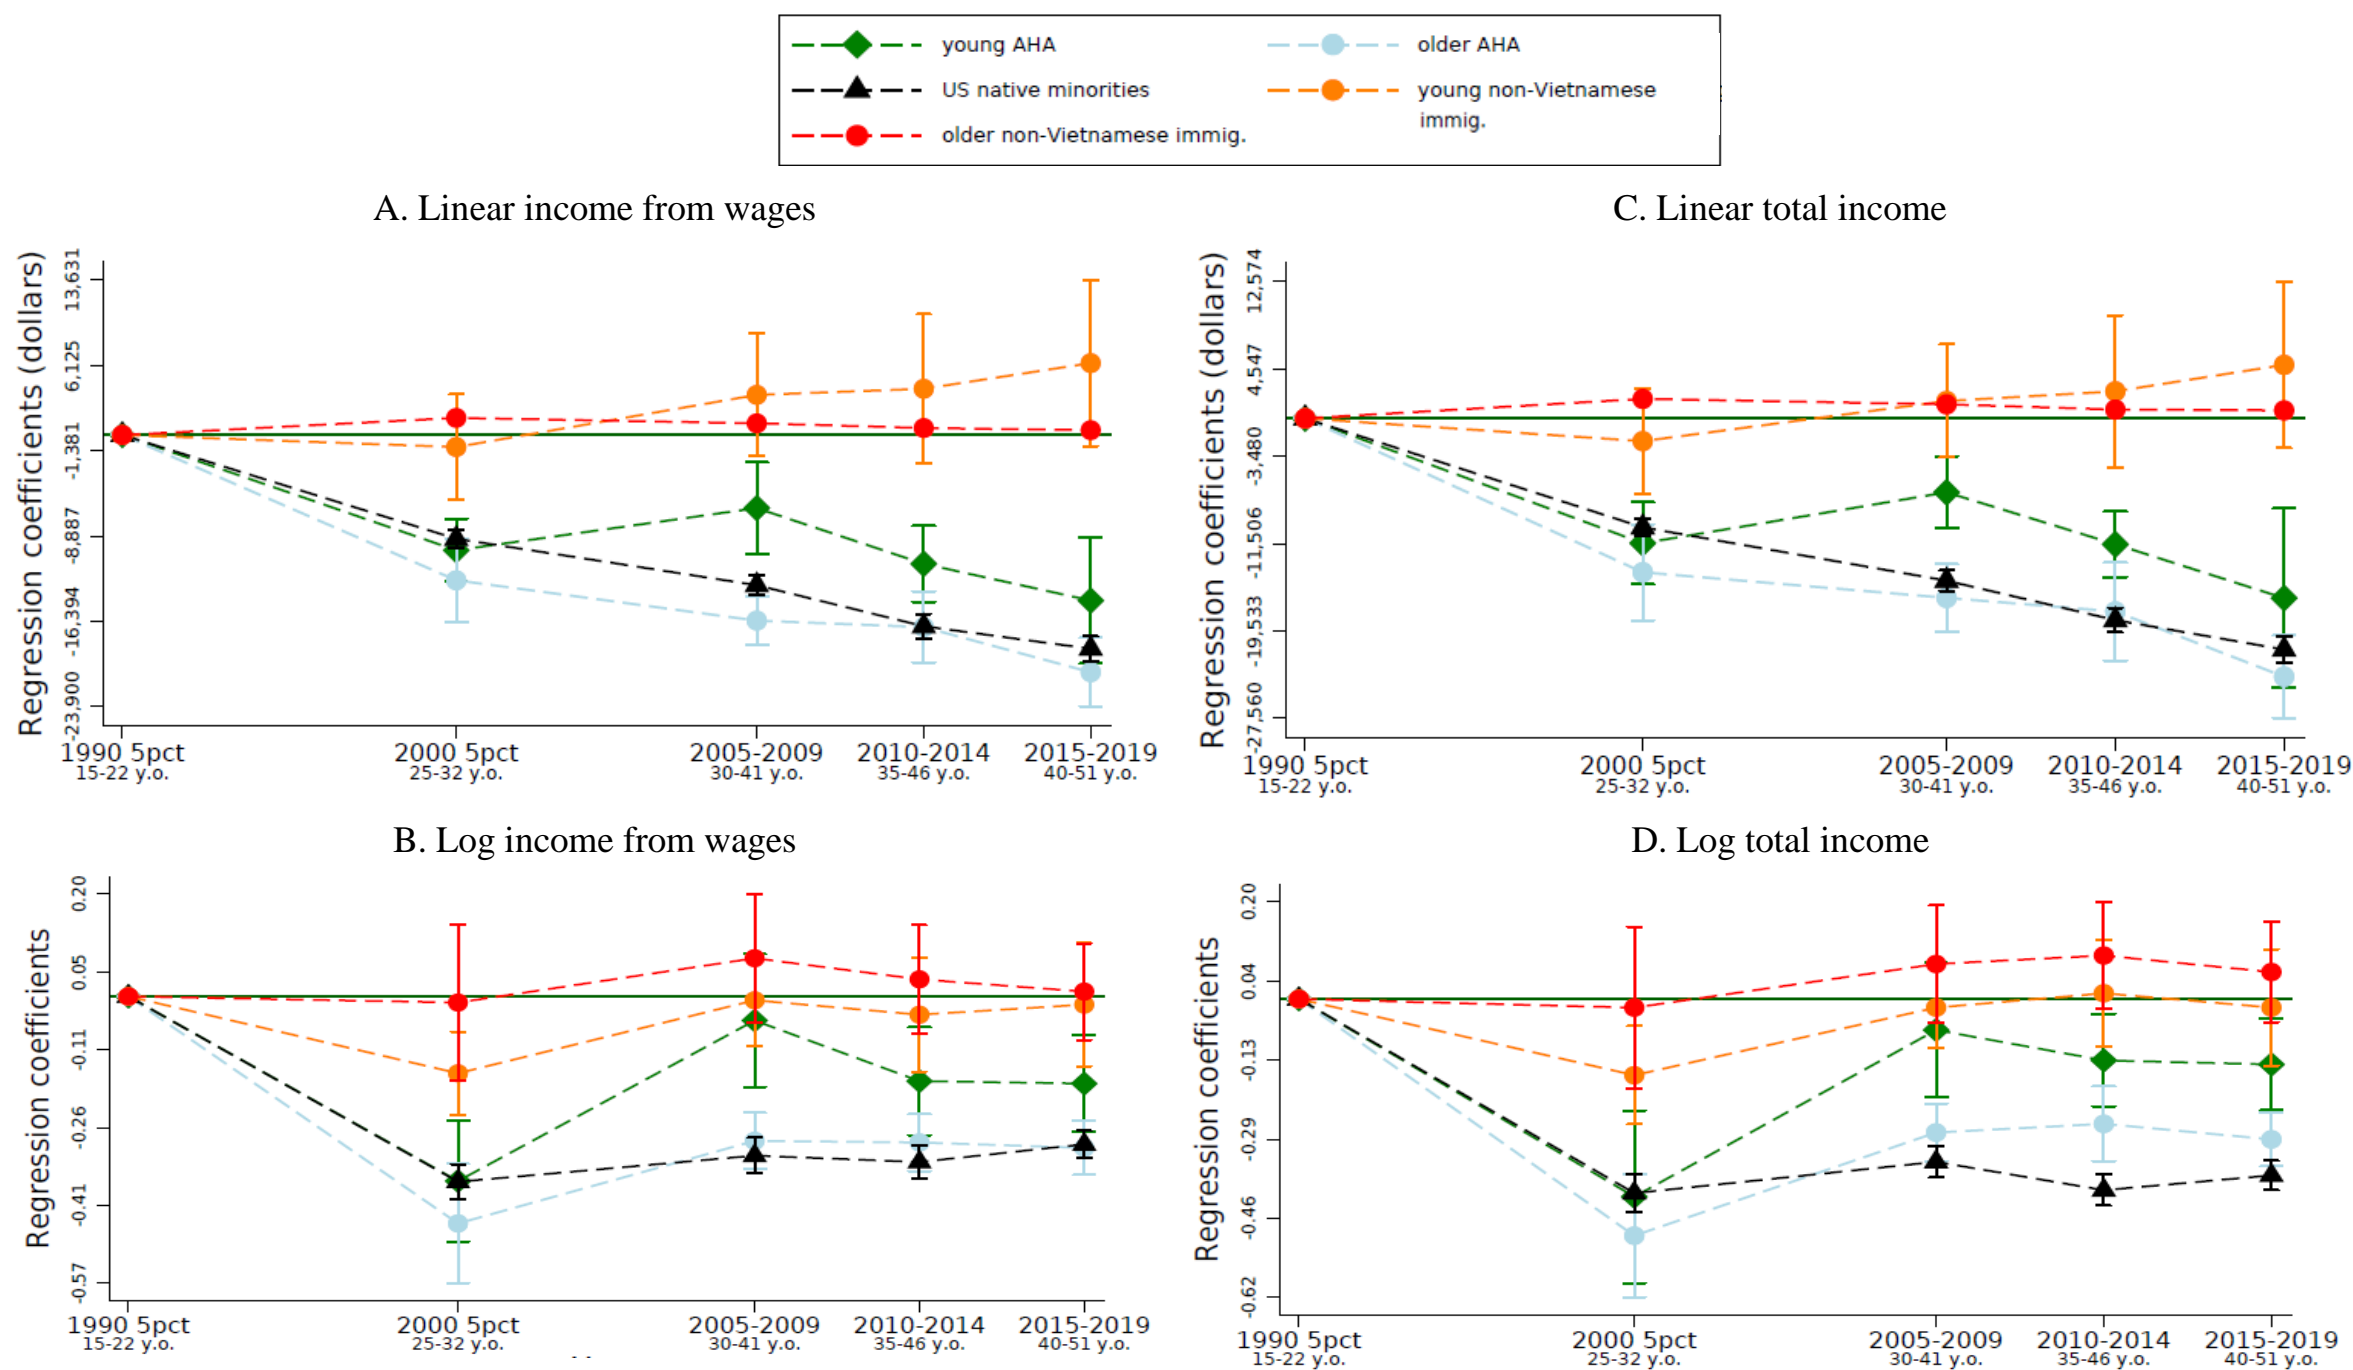 young AHA
older AHA
US native minorities
young non-Vietnamese
immig.
older non-Vietnamese immig.
A. Linear income from wages
Regression coefficients (dollars)
13,631
6,125
-1,381
-8,887
-16,394
-23,900
1990 5pct
15-22 y.o.
2000 5pct
25-32 y.o.
2005-2009
30-41 y.o.
2010-2014
35-46 y.o.
2015-2019
40-51 y.o.
C. Linear total income
Regression coefficients (dollars)
12,574
4,547
-3,480
-11,506
-19,533
-27,560
1990 5pct
15-22 y.o.
2000 5pct
25-32 y.o.
2005-2009
30-41 y.o.
2010-2014
35-46 y.o.
2015-2019
40-51 y.o.
B. Log income from wages
Regression coefficients
0.20
0.05
-0.11
-0.26
-0.41
-0.57
1990 5pct
15-22 y.o.
2000 5pct
25-32 y.o.
2005-2009
30-41 y.o.
2010-2014
35-46 y.o.
2015-2019
40-51 y.o.
D. Log total income
Regression coefficients
0.20
0.04
-0.13
-0.29
-0.46
-0.62
1990 5pct
15-22 y.o.
2000 5pct
25-32 y.o.
2005-2009
30-41 y.o.
2010-2014
35-46 y.o.
2015-2019
40-51 y.o.